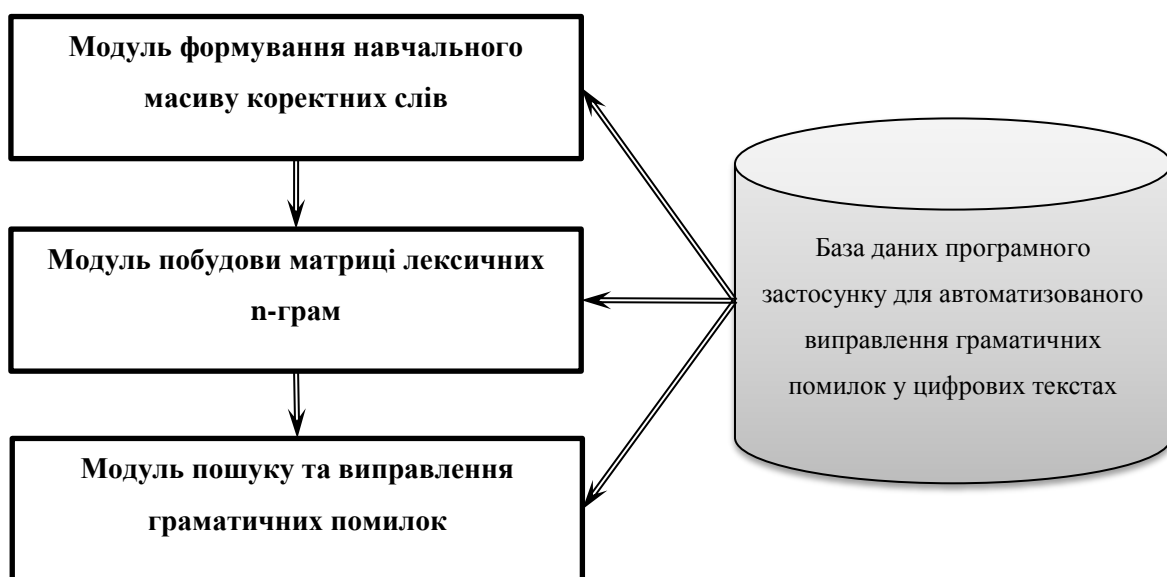 Модуль формування навчального
масиву коректних слів
Модуль побудови матриці лексичних
n-грам
Модуль пошуку та виправлення
граматичних помилок
База даних програмного
застосунку для автоматизованого
виправлення граматичних
помилок у цифрових текстах